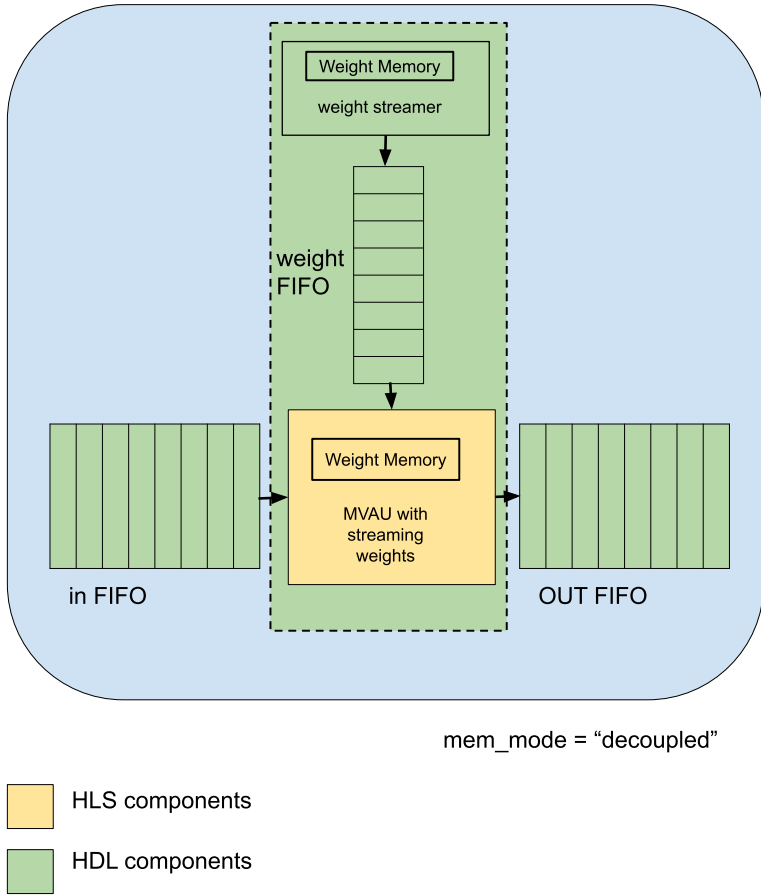 Weight Memory
weight streamer
weight
FIFO
Weight Memory
MVAU with
streaming
weights
in FIFO
OUT FIFO
mem_mode = “decoupled”
HLS components
HDL components